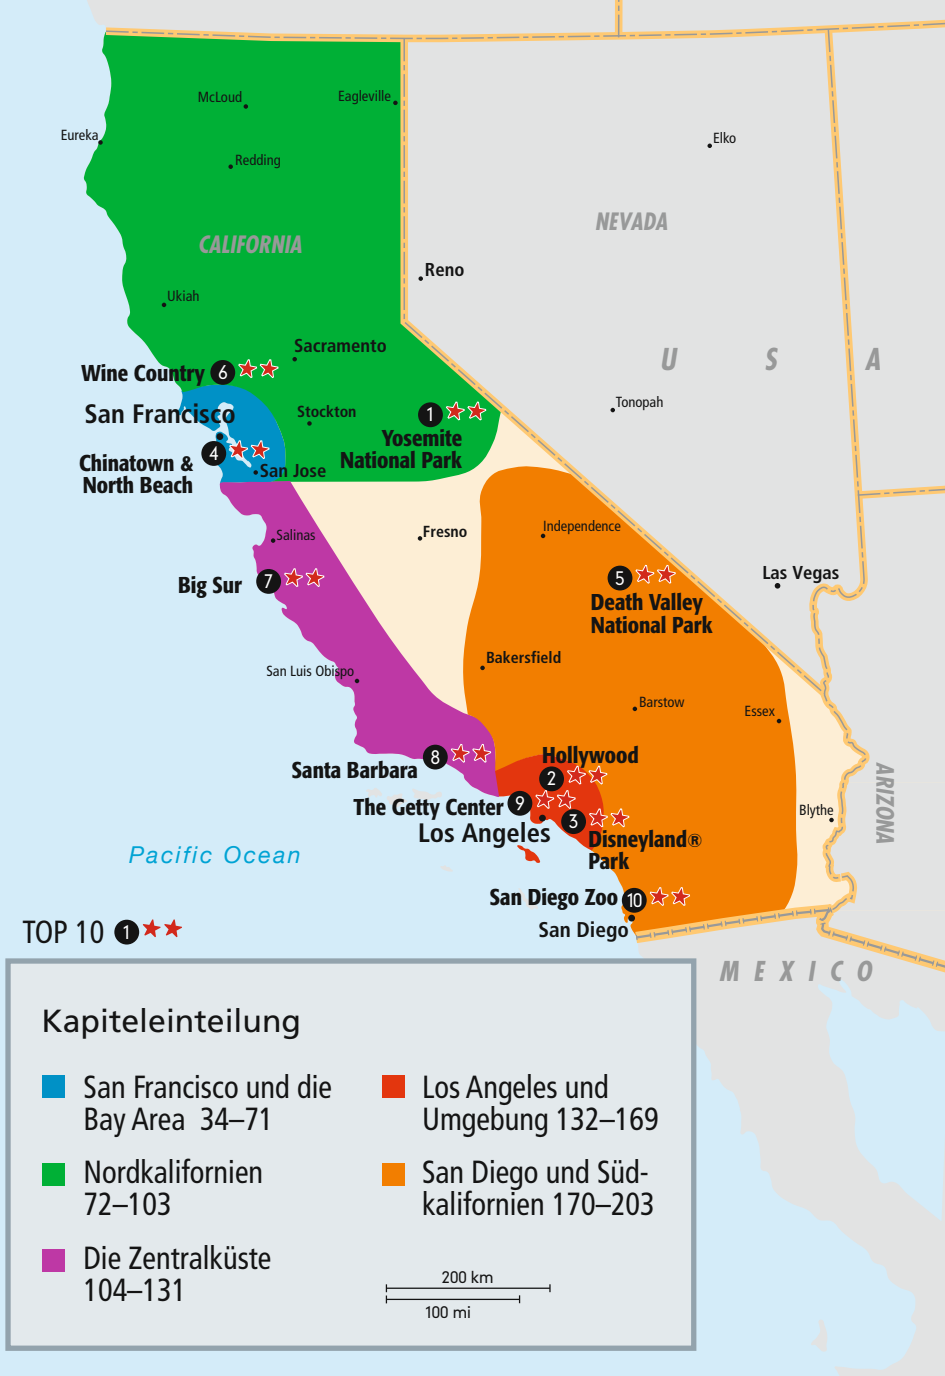 McLoud
Eagleville
Eureka
Elko
Redding
NEVADA
CALIFORNIA
Reno
Ukiah
Sacramento
U S A
Wine Country 6
Tonopah
San Francisco
Stockton
1
Yosemite
National Park
4
Chinatown &
North Beach
San Jose
Fresno
Independence
Salinas
Big Sur 7
5
Death Valley
National Park
Las Vegas
Bakersfield
San Luis Obispo
Barstow
Essex
Hollywood
2
8
Santa Barbara
The Getty Center 9
ARIZONA
Blythe
Los Angeles
3
Disneyland®
Park
Pacific Ocean
San Diego Zoo 10
San Diego
TOP 10 1
MEXICO
Kapiteleinteilung
San Francisco und die
Bay Area 34–71
Nordkalifornien
72–103
Die Zentralküste
104–131
Los Angeles und
Umgebung 132–169
San Diego und Süd-
kalifornien 170–203
200 km
100 mi